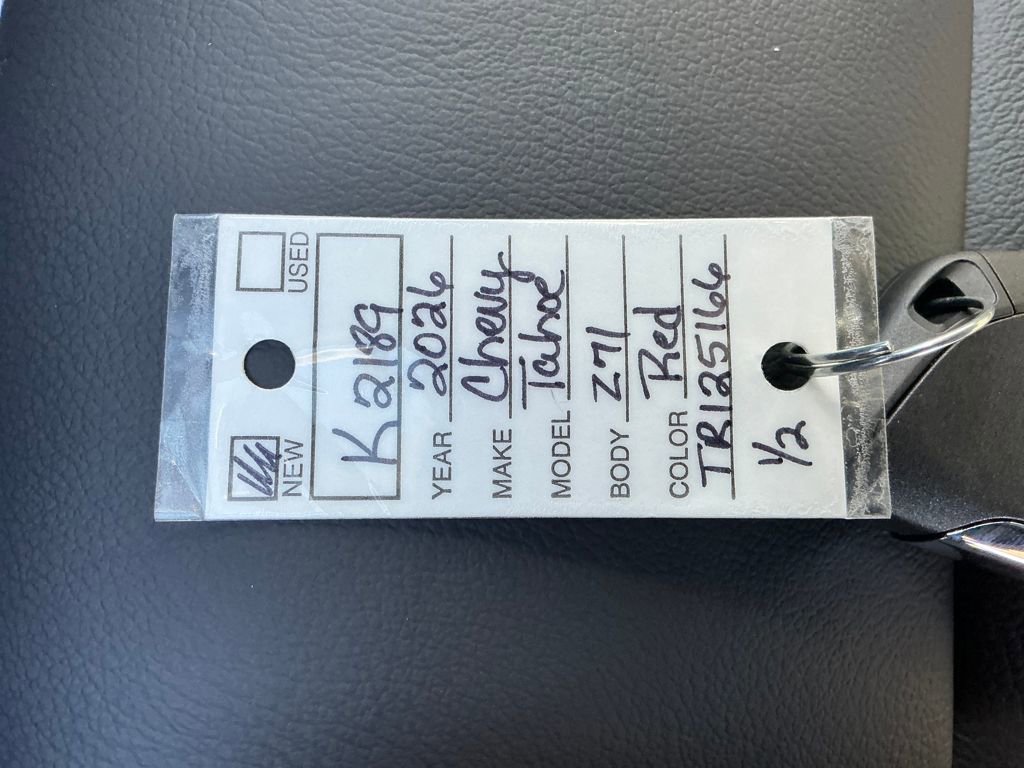 NEW USED
K2189
YEAR 2026
MAKE Chevy
MODEL Tahoe
BODY Z71
COLOR Red
TR125166
1/2